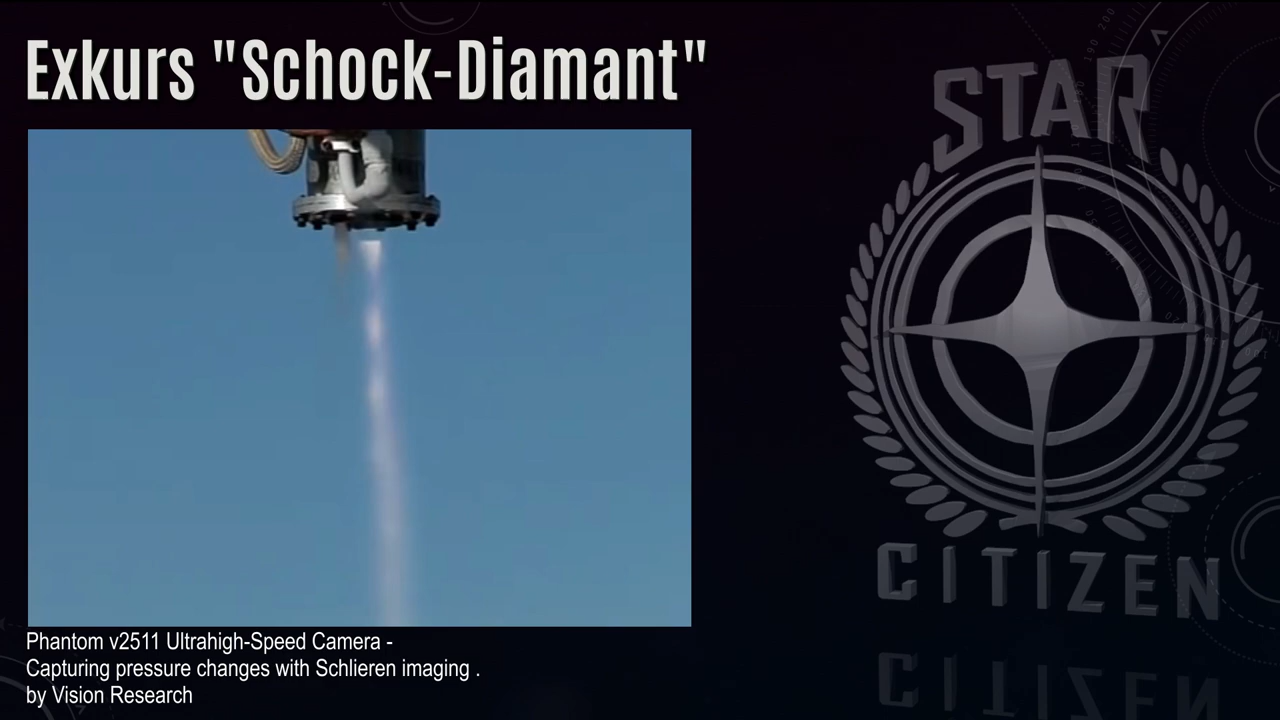 Exkurs "Schock-Diamant"
STAR
CITIZEN
Phantom v2511 Ultrahigh-Speed Camera -
Capturing pressure changes with Schlieren imaging .
by Vision Research